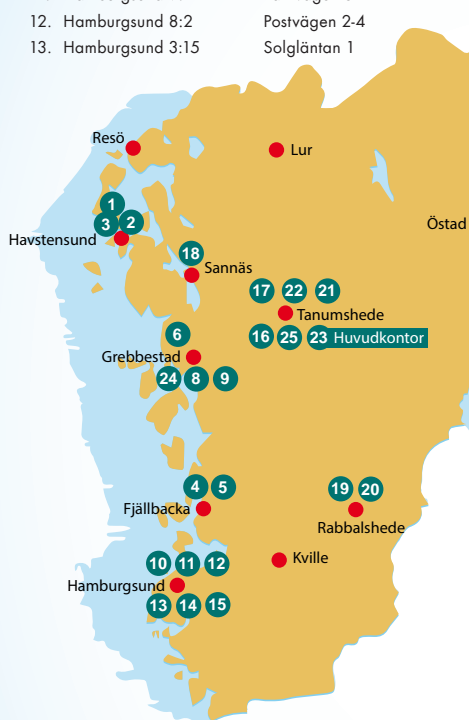 12. Hamburgsund 8:2 Postvägen 2-4
13. Hamburgsund 3:15 Solgläntan 1
Resö
Lur
1
3 2
Havstensund
Östad
18
Sannäs
17 22 21
Tanumshede
16 25 23 Huvudkontor
6
Grebbestad
24 8 9
4 5
Fjällbacka
19 20
Rabbalshede
10 11 12
Kville
Hamburgsund
13 14 15